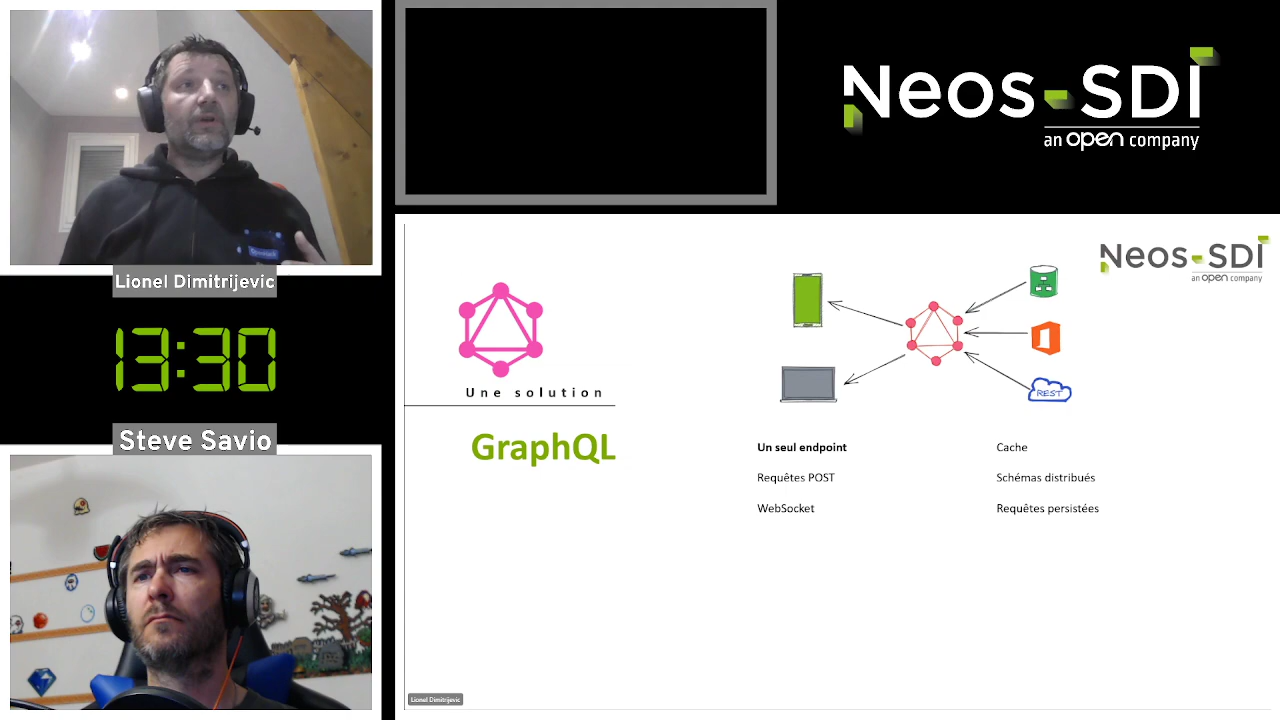 Lionel Dimitrijevic
13:30
Steve Savio
Neos-SDI
an open company
Neos-SDI
an open company
Une solution
GraphQL
REST
Un seul endpoint
Requêtes POST
WebSocket
Cache
Schémas distribués
Requêtes persistées
Lionel Dimitrijevic